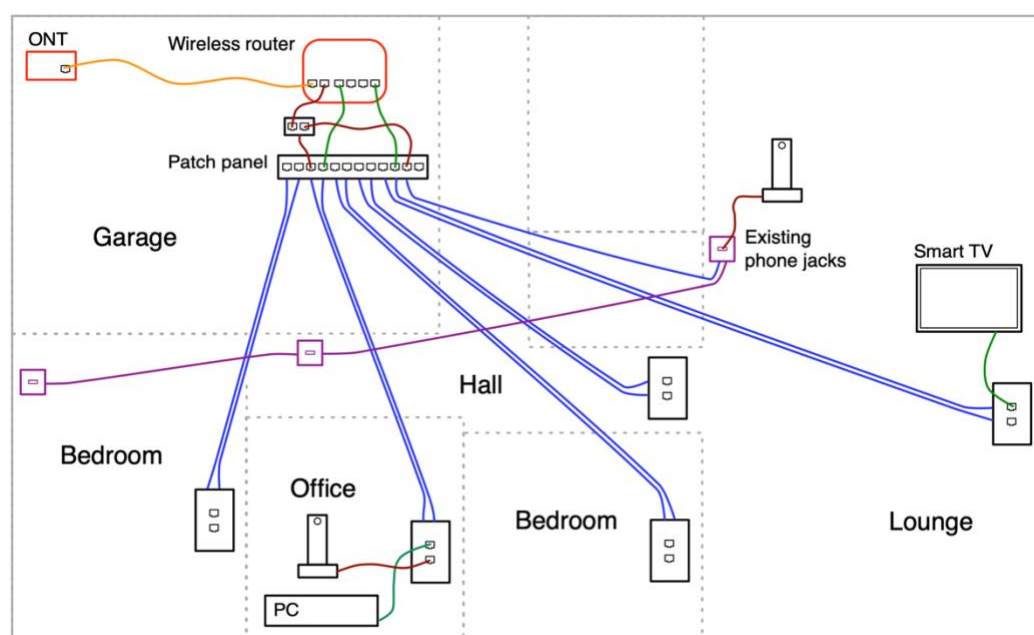 ONT
Wireless router
Patch panel
Garage
Existing
phone jacks
Smart TV
Hall
Bedroom
Office
Bedroom
Lounge
PC